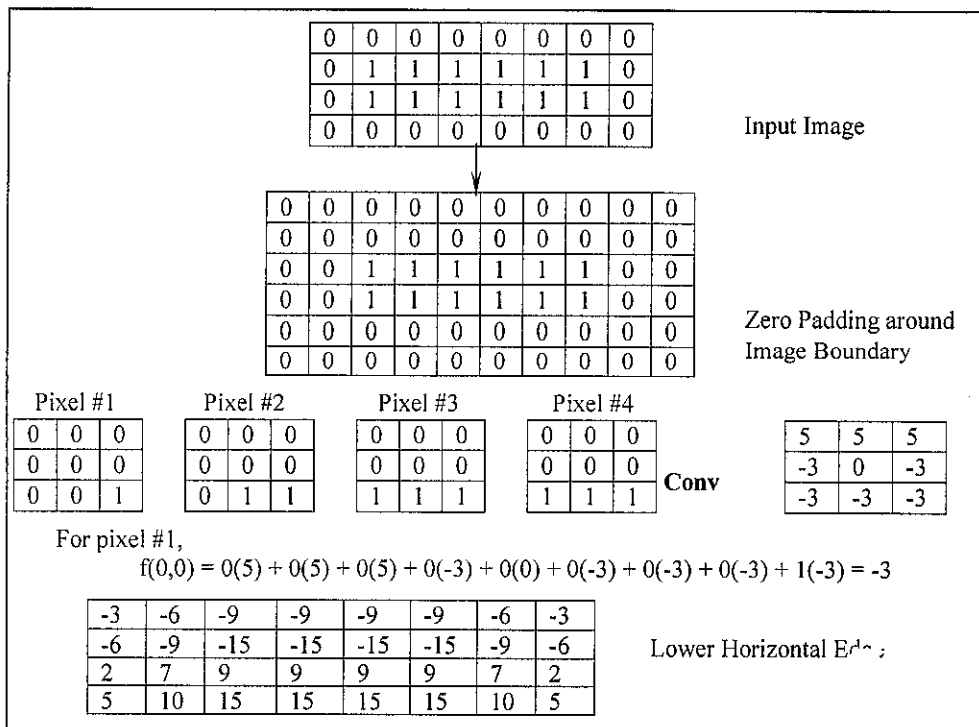 0 0 0 0 0 0 0 0
0 1 1 1 1 1 1 0
0 1 1 1 1 1 1 0
0 0 0 0 0 0 0 0
Input Image
0 0 0 0 0 0 0 0 0 0
0 0 0 0 0 0 0 0 0 0
0 0 1 1 1 1 1 1 0 0
0 0 1 1 1 1 1 1 0 0
0 0 0 0 0 0 0 0 0 0
0 0 0 0 0 0 0 0 0 0
Zero Padding around
Image Boundary
Pixel #1 Pixel #2 Pixel #3 Pixel #4
0 0 0 0 0 0 0 0 0 0 0 0 5 5 5
0 0 0 0 0 0 0 0 0 0 0 0 Conv -3 0 -3
0 0 1 0 1 1 1 1 1 1 1 1 -3 -3 -3
For pixel #1,
f(0,0) = 0(5) + 0(5) + 0(5) + 0(-3) + 0(0) + 0(-3) + 0(-3) + 0(-3) + 1(-3) = -3
-3 -6 -9 -9 -9 -9 -6 -3
-6 -9 -15 -15 -15 -15 -9 -6
2 7 9 9 9 9 7 2
5 10 15 15 15 15 10 5
Lower Horizontal